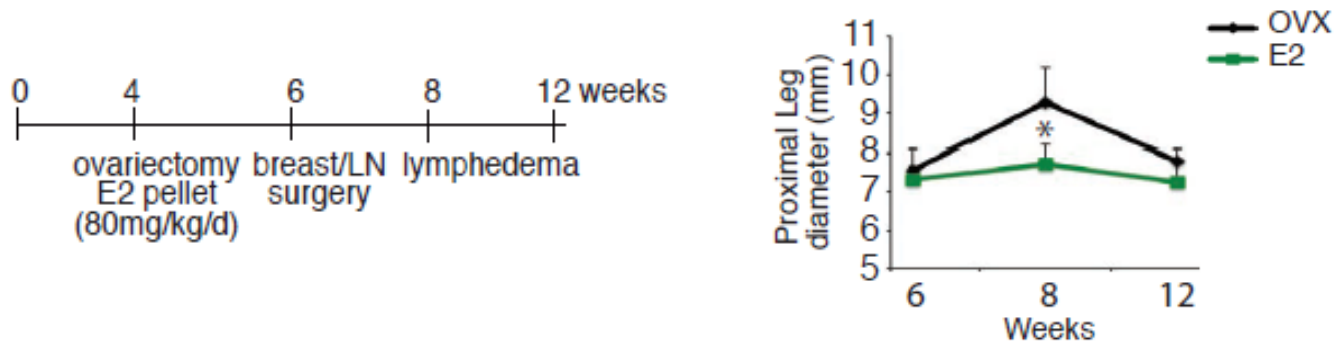 0 4 6 8 12 weeks
ovariectomy breast/LN lymphedema
E2 pellet surgery
(80mg/kg/d)
OVX
E2
Proximal Leg
diameter (mm)
11
10
9
8
7
6
5
*
6 8 12
Weeks